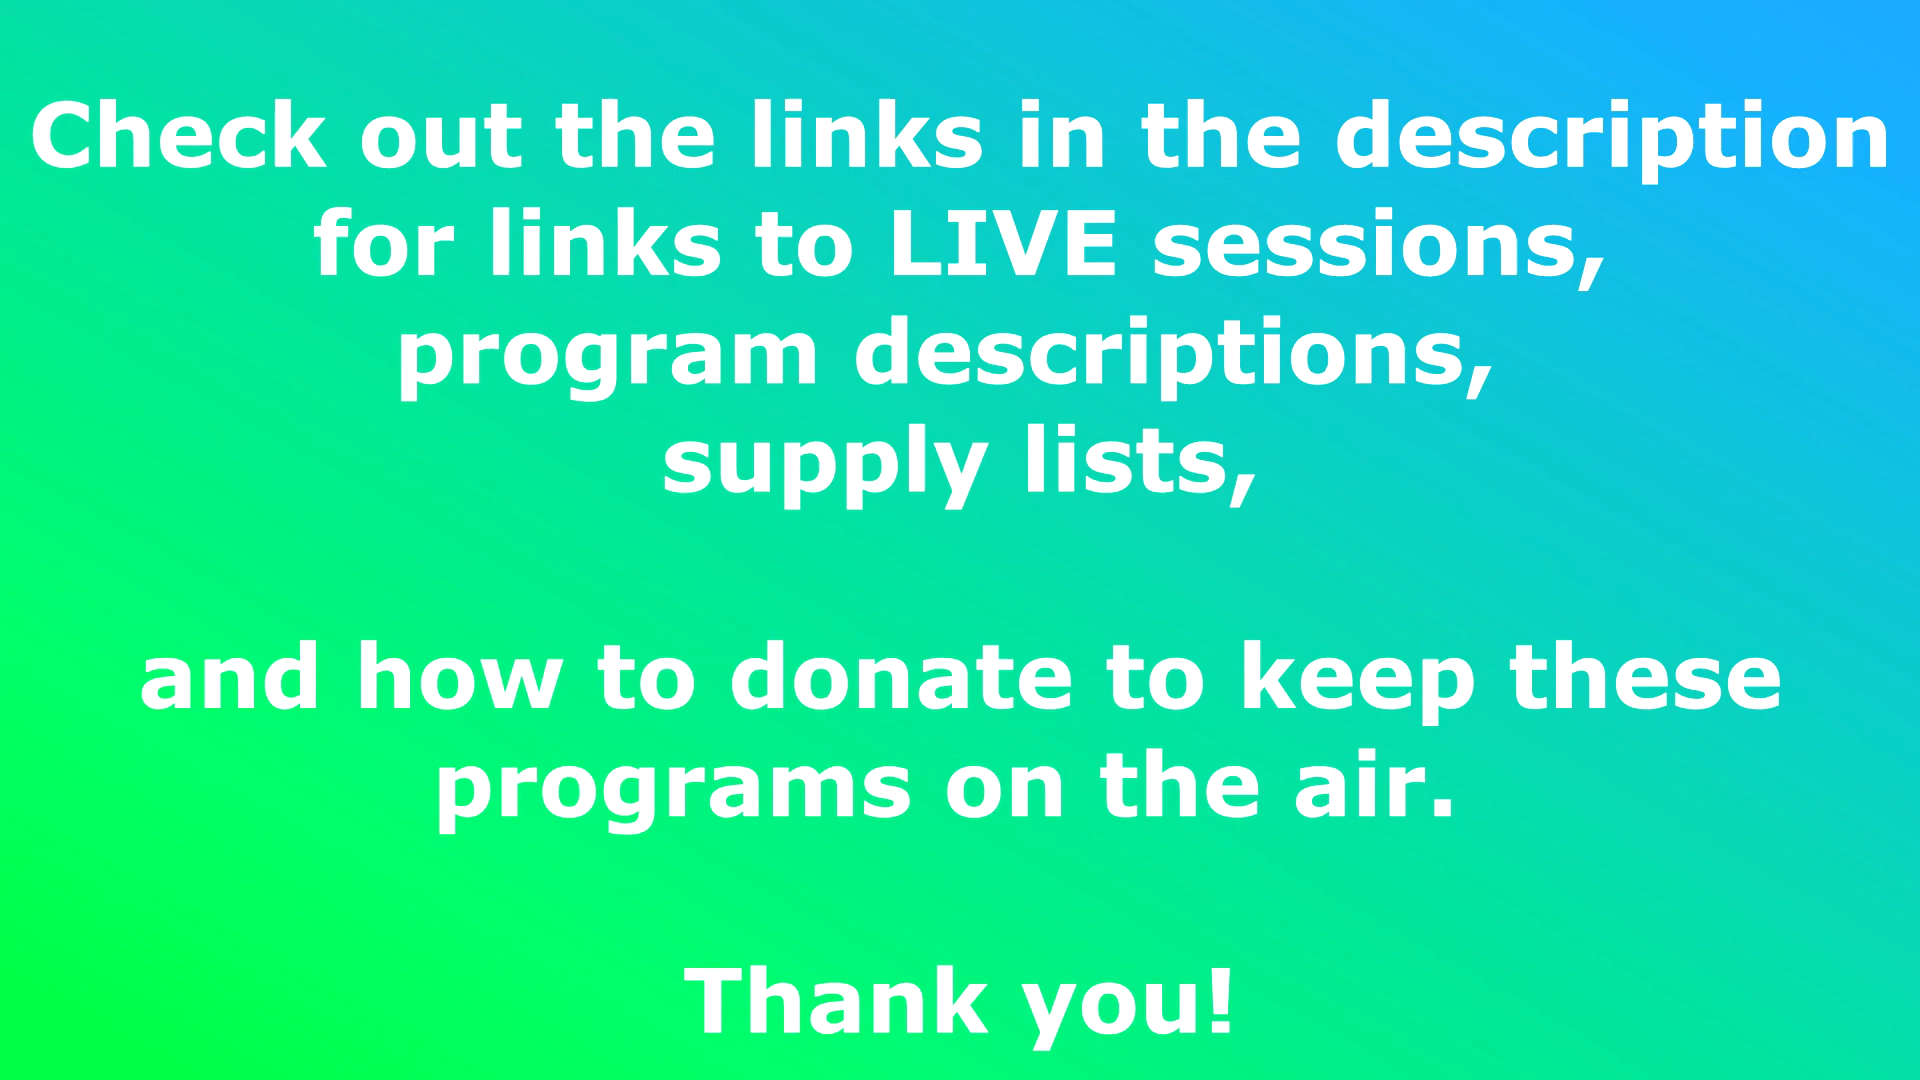 Check out the links in the description
for links to LIVE sessions,
program descriptions,
supply lists,
and how to donate to keep these
programs on the air.
Thank you!